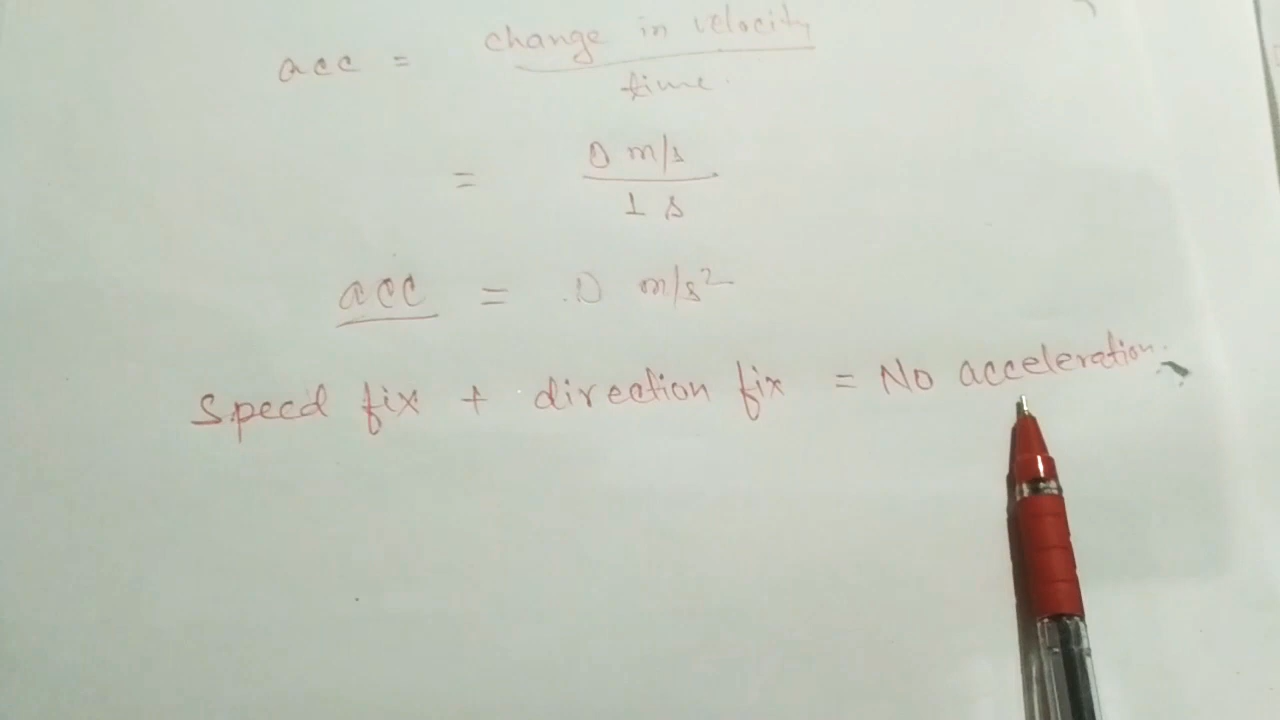 acc = change in velocity
time.
= 0 m/s
1 s
acc = 0 m/s²
Speed fix + direction fix = No acceleration.